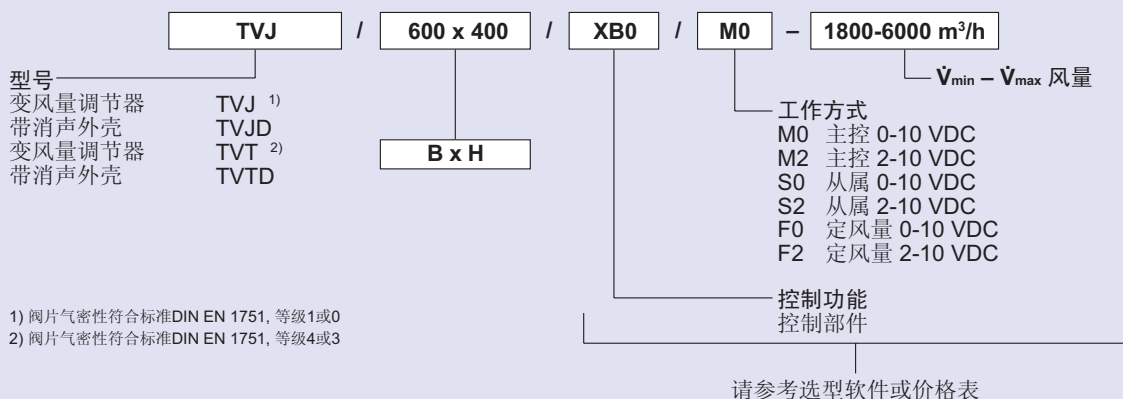 TVJ / 600 x 400 / XB0 / M0 – 1800-6000 m³/h
V̇min – V̇max 风量
型号
变风量调节器 TVJ 1)
带消声外壳 TVJD
变风量调节器 TVT 2)
带消声外壳 TVTD
B x H
工作方式
M0 主控 0-10 VDC
M2 主控 2-10 VDC
S0 从属 0-10 VDC
S2 从属 2-10 VDC
F0 定风量 0-10 VDC
F2 定风量 2-10 VDC
控制功能
控制部件
1) 阀片气密性符合标准DIN EN 1751, 等级1或0
2) 阀片气密性符合标准DIN EN 1751, 等级4或3
请参考选型软件或价格表